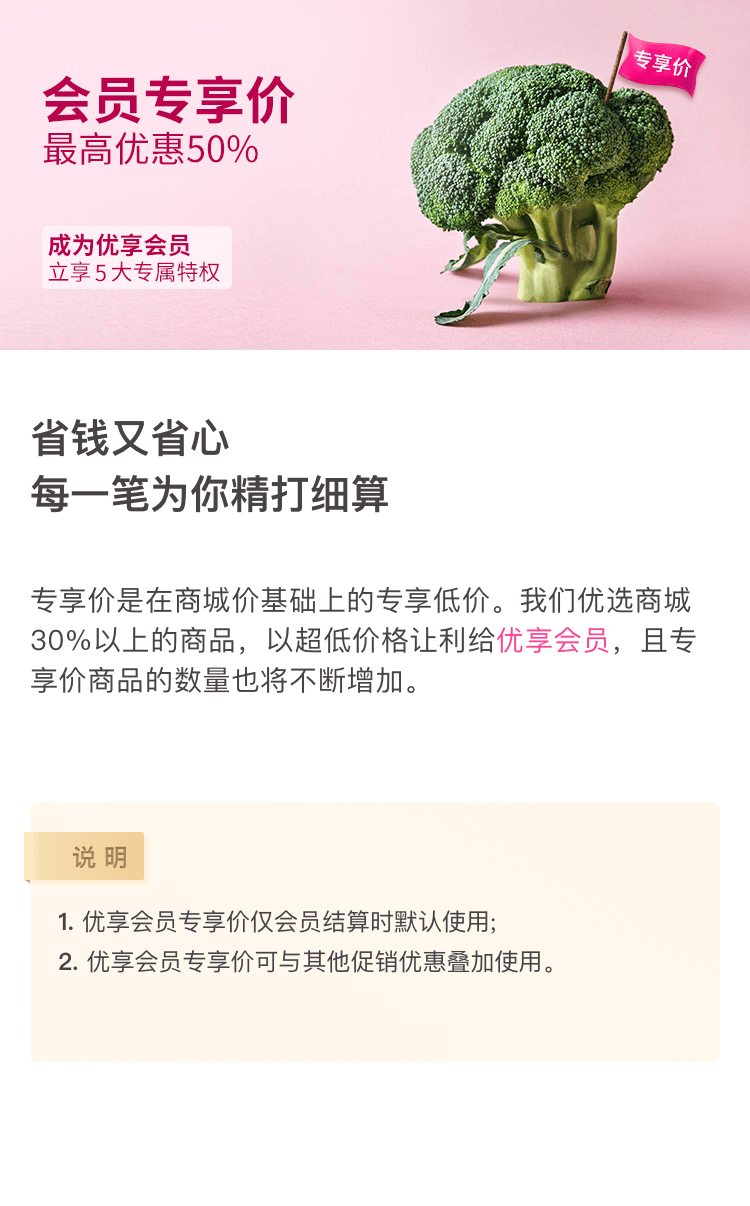 专享价
会员专享价
最高优惠50%
成为优享会员
立享5大专属特权
省钱又省心
每一笔为你精打细算
专享价是在商城价基础上的专享低价。我们优选商城
30%以上的商品，以超低价格让利给优享会员，且专
享价商品的数量也将不断增加。
说明
1. 优享会员专享价仅会员结算时默认使用;
2. 优享会员专享价可与其他促销优惠叠加使用。